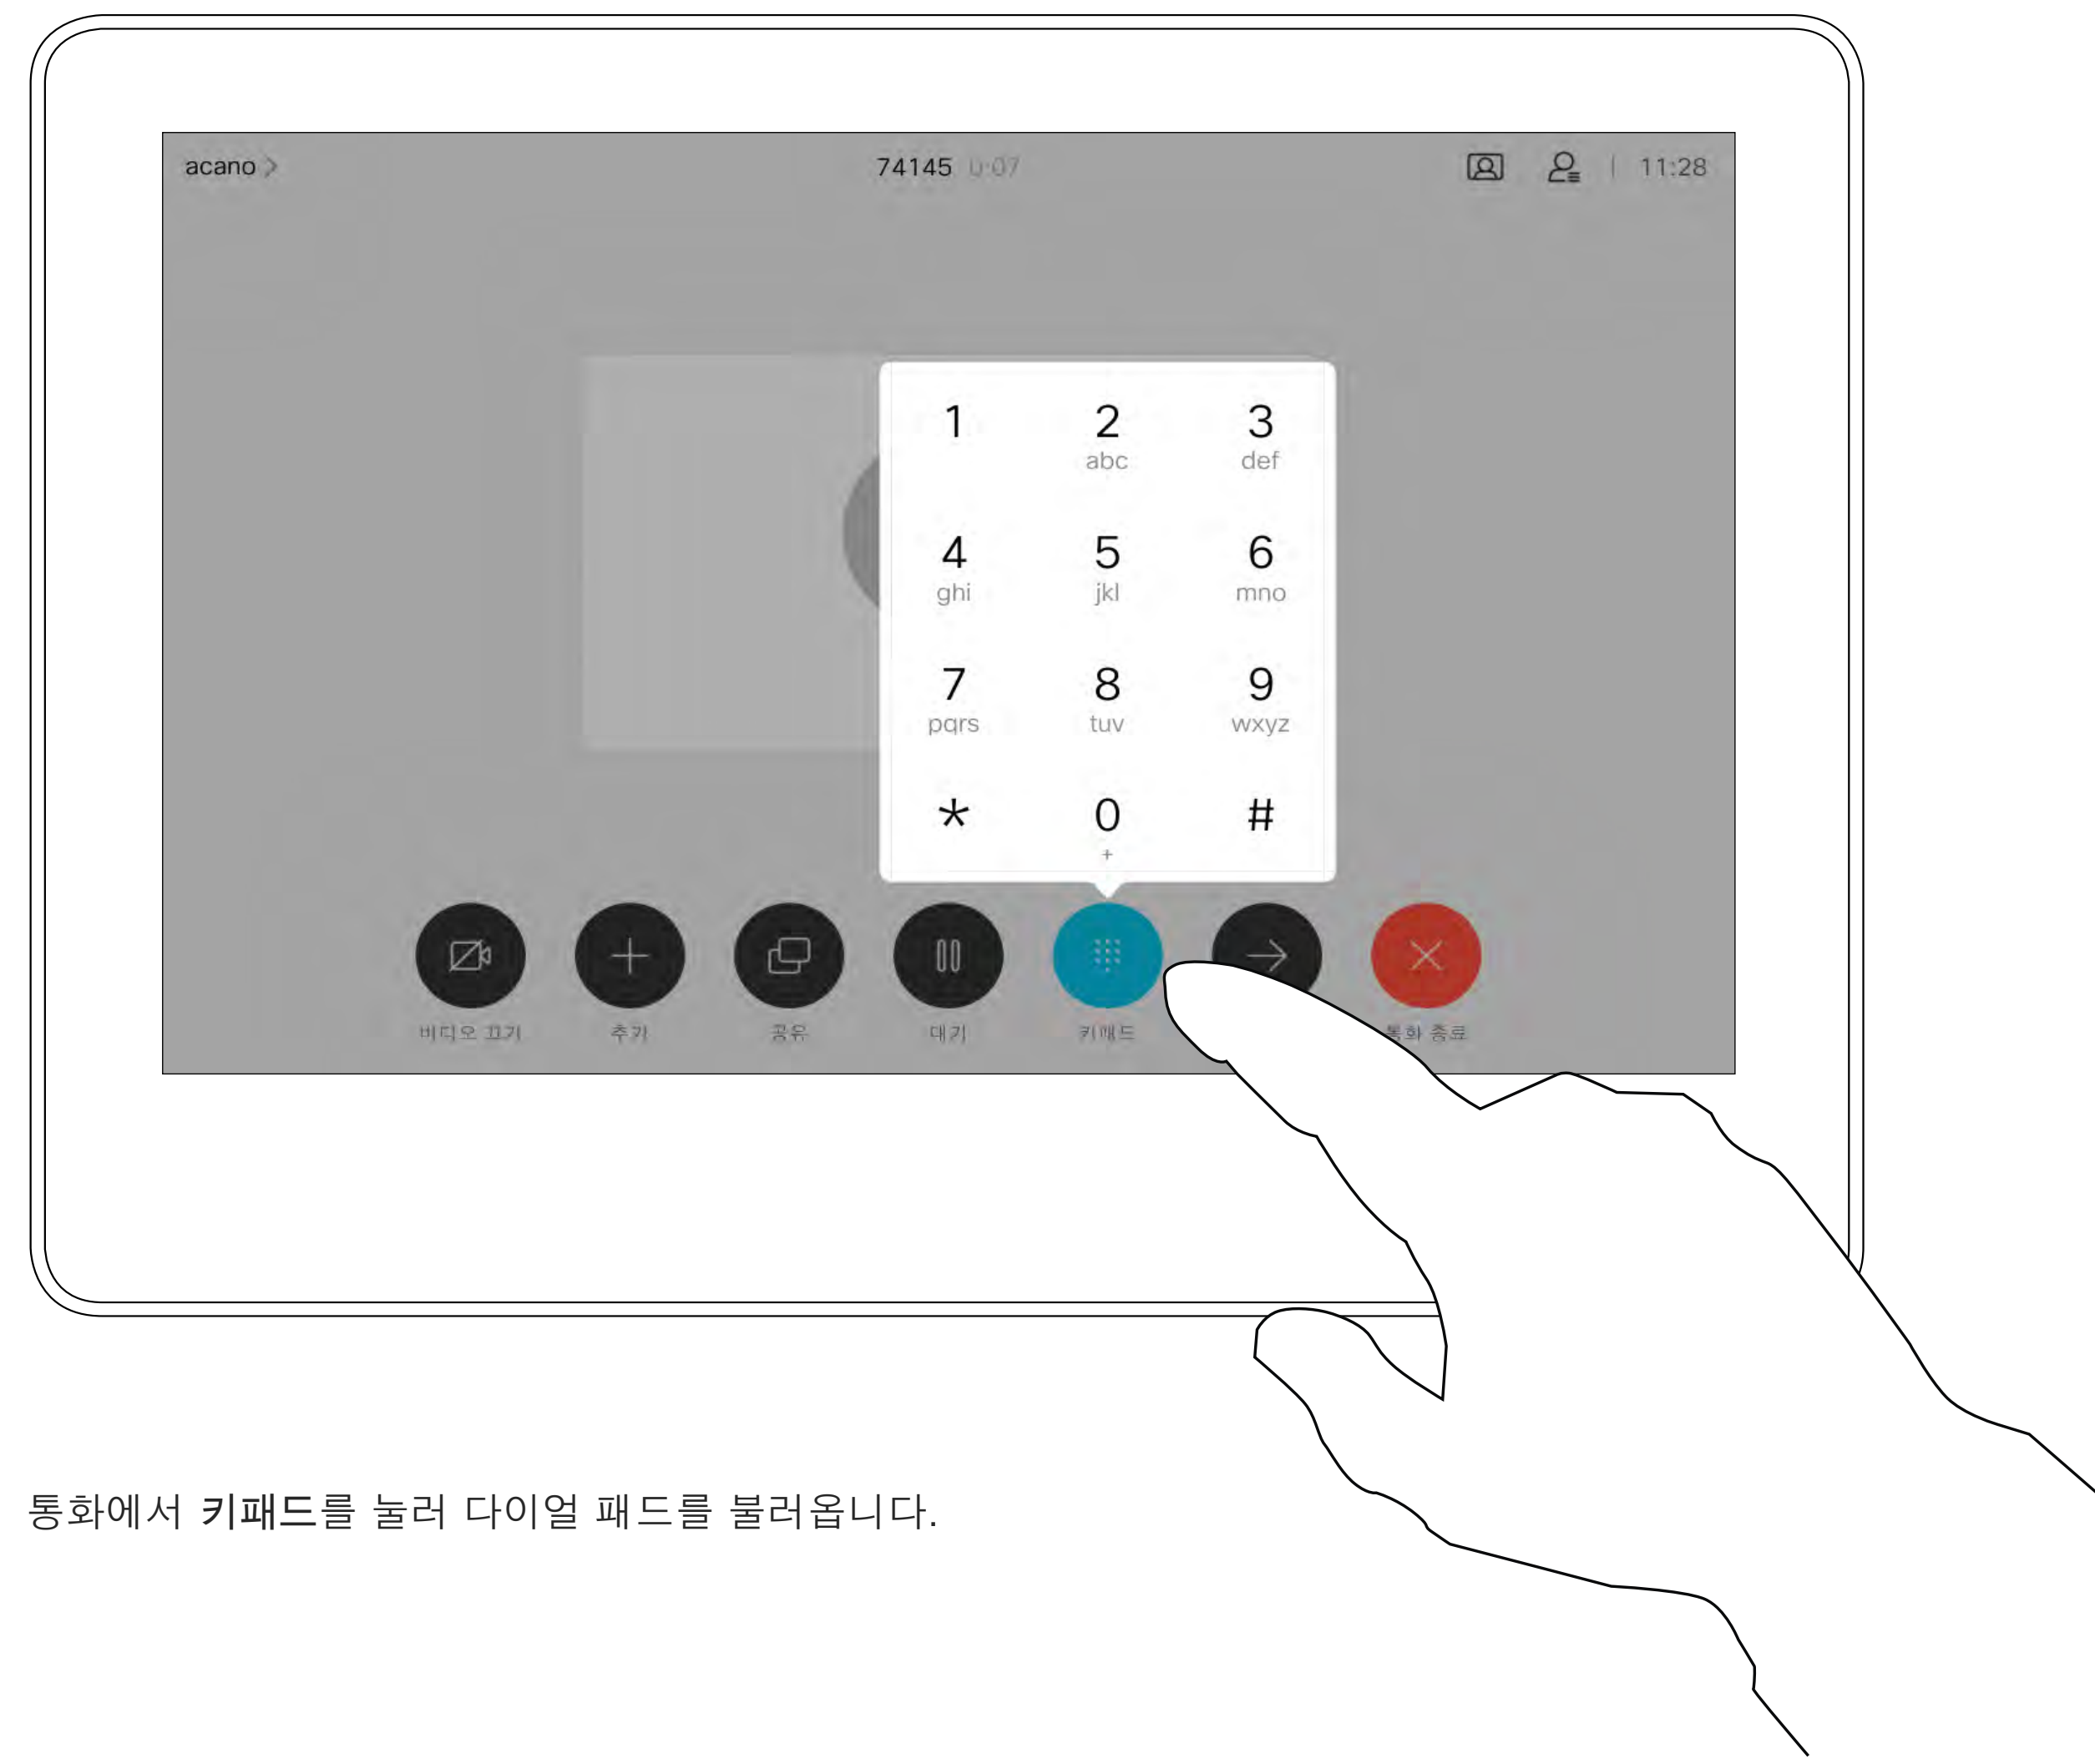 acano
74145 0:07
11:28
1 2 3
abc def
4 5 6
ghi jkl mno
7 8 9
pqrs tuv wxyz
* 0 #
+
비디오 끄기 추가 공유 대기 키패드 통화 종료
통화에서 키패드를 눌러 다이얼 패드를 불러옵니다.